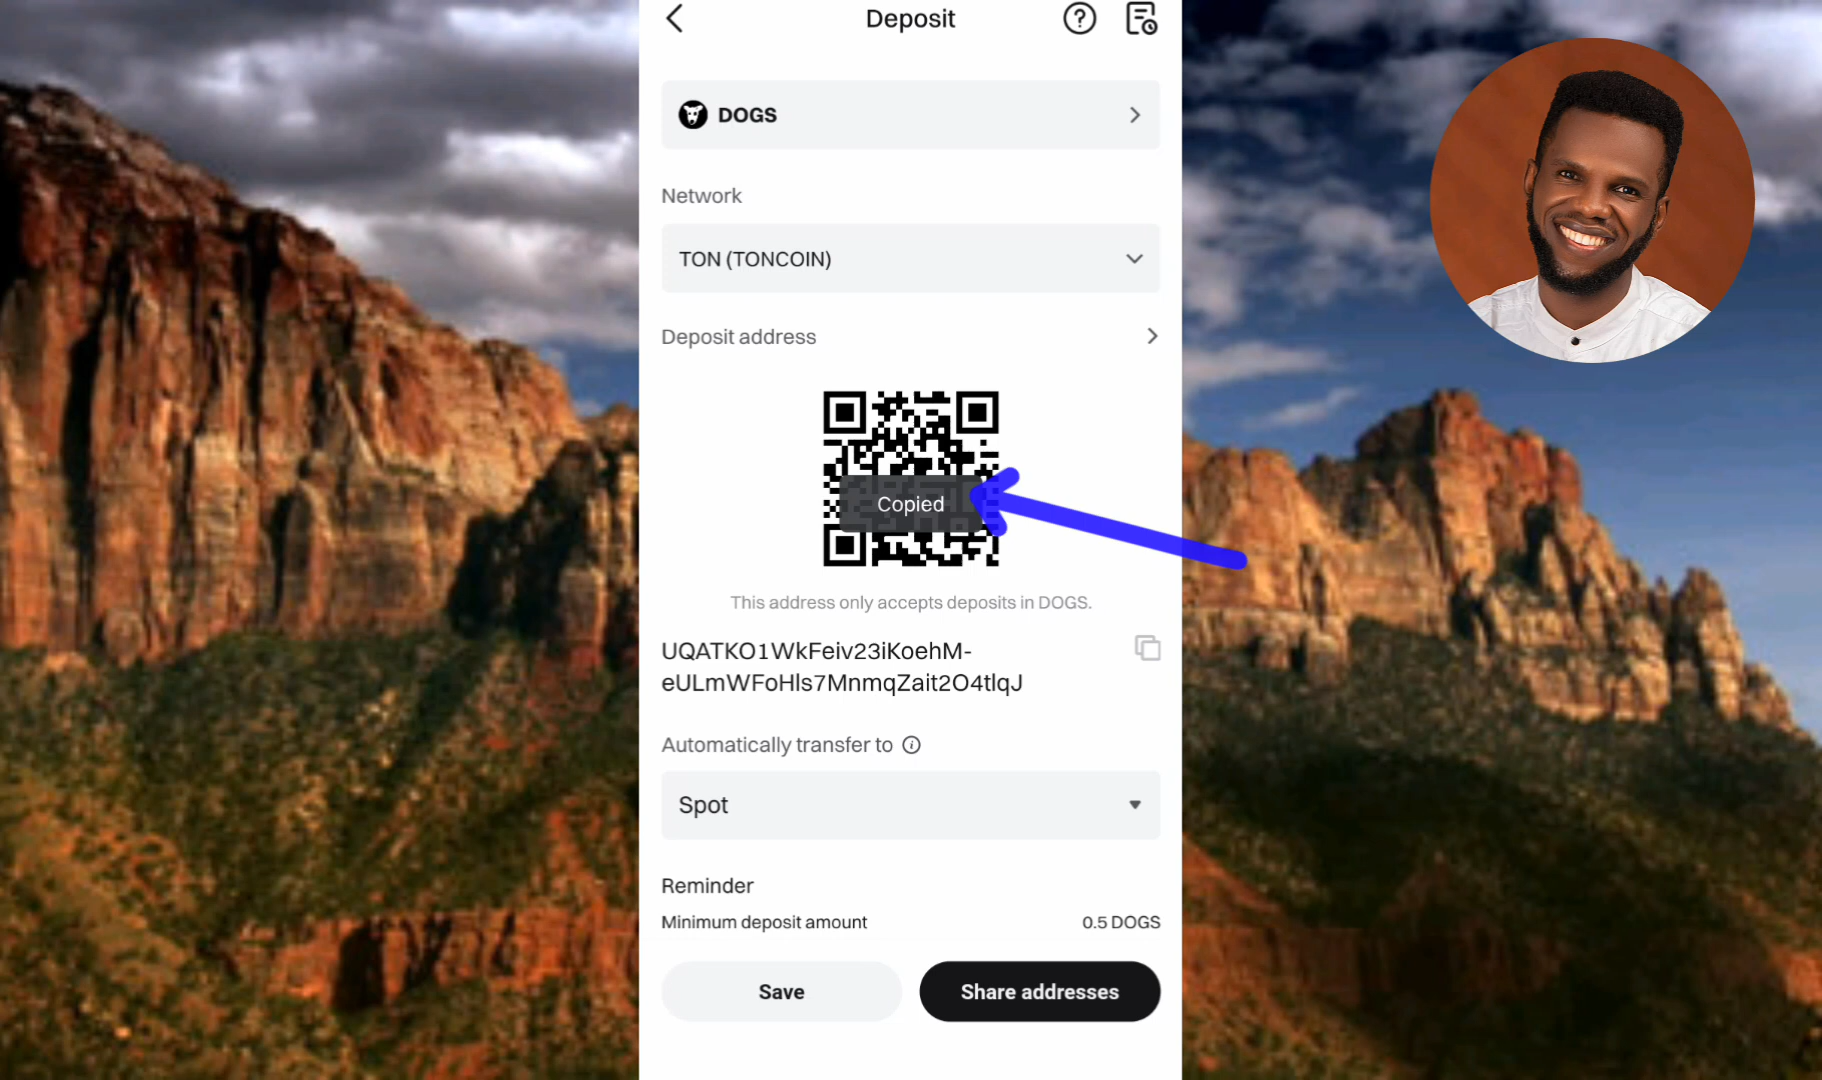 Deposit
DOGS
Network
TON (TONCOIN)
Deposit address
Copied
This address only accepts deposits in DOGS.
UQATKO1WkFeiv23iKoehM-
eULmWFoHls7MnmqZait2O4tlqJ
Automatically transfer to
Spot
Reminder
Minimum deposit amount 0.5 DOGS
Save
Share addresses